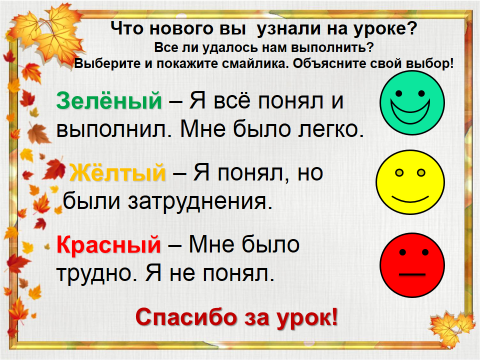 Что нового вы узнали на уроке?
Все ли удалось нам выполнить?
Выберите и покажите смайлика. Объясните свой выбор!
Зелёный – Я всё понял и
выполнил. Мне было легко.
Жёлтый – Я понял, но
были затруднения.
Красный – Мне было
трудно. Я не понял.
Спасибо за урок!